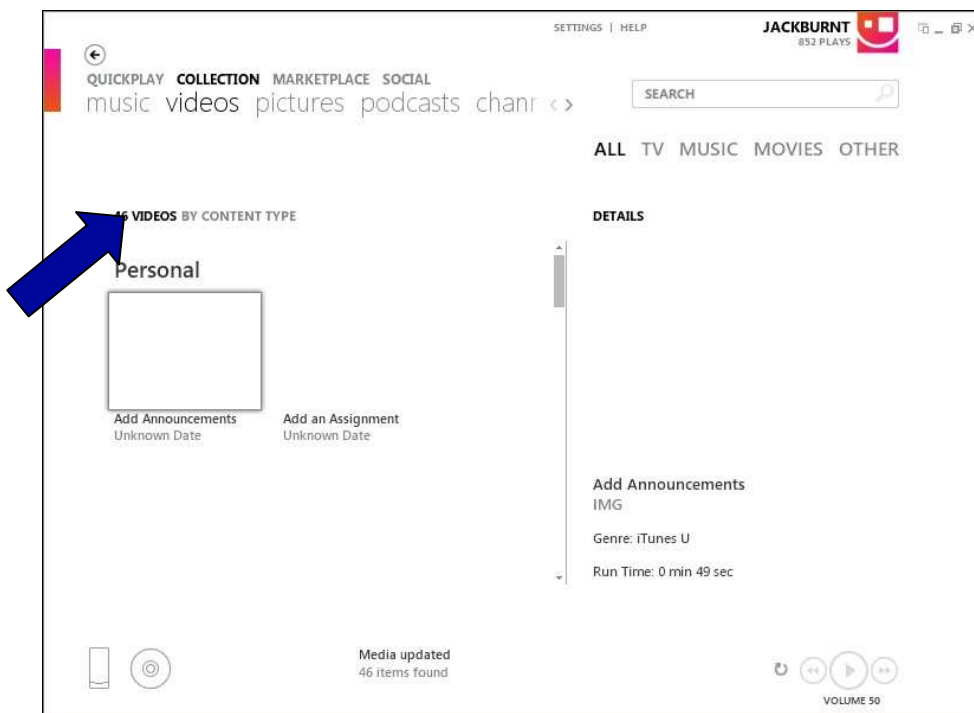 SETTINGS | HELP
JACKBURNT
852 PLAYS
QUICKPLAY COLLECTION MARKETPLACE SOCIAL
music videos pictures podcasts chann
SEARCH
ALL TV MUSIC MOVIES OTHER
46 VIDEOS BY CONTENT TYPE
DETAILS
Personal
Add Announcements
Unknown Date
Add an Assignment
Unknown Date
Add Announcements
IMG
Genre: iTunes U
Run Time: 0 min 49 sec
Media updated
46 items found
VOLUME 50